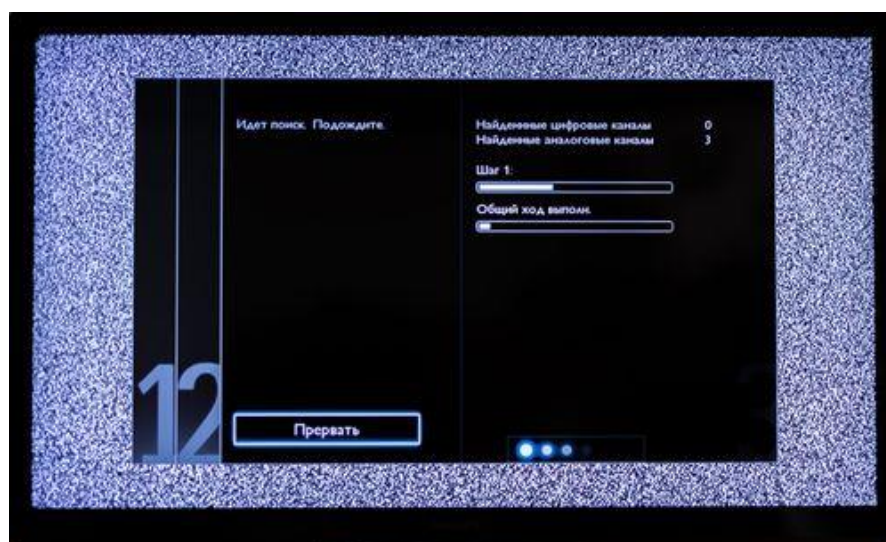 Идет поиск. Подождите.
Найденные цифровые каналы 0
Найденные аналоговые каналы 3
Шаг 1:
Общий ход выполн.
12
Прервать